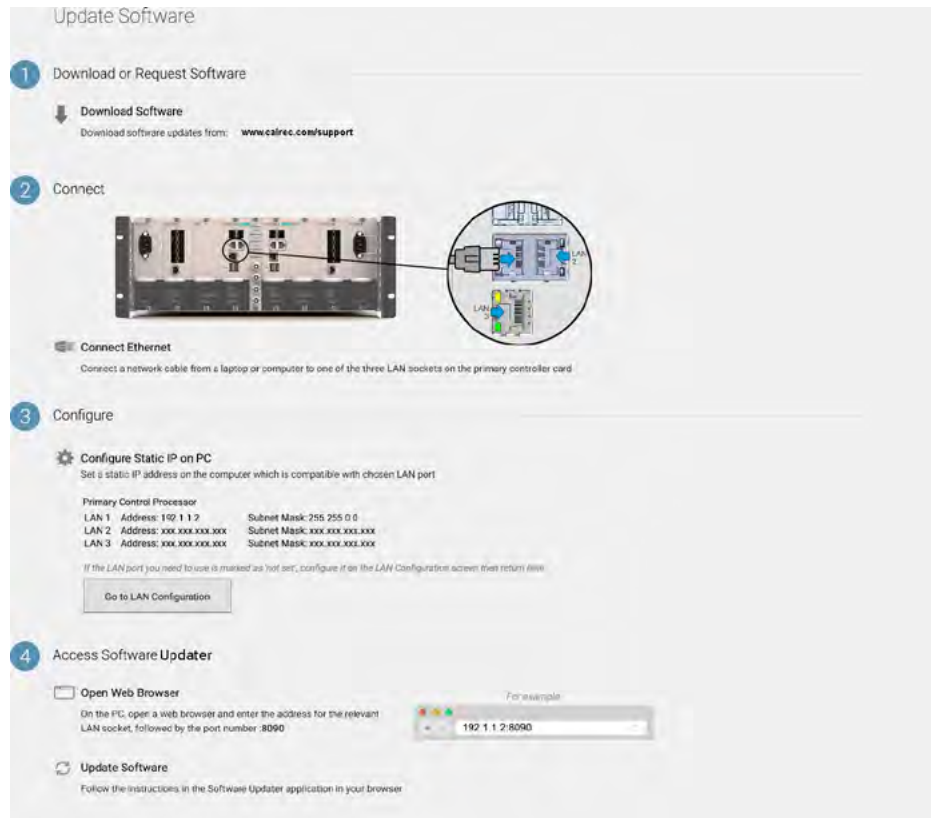 Update Software
1 Download or Request Software
Download Software
Download software updates from: www.calrec.com/support
2 Connect
LAN
2
LAN
3
Connect Ethernet
Connect a network cable from a laptop or computer to one of the three LAN sockets on the primary controller card
3 Configure
Configure Static IP on PC
Set a static IP address on the computer which is compatible with chosen LAN port
Primary Control Processor
LAN 1 Address: 192 1 1 2 Subnet Mask: 255 255 0 0
LAN 2 Address: xxx.xxx.xxx.xxx Subnet Mask: xxx.xxx.xxx.xxx
LAN 3 Address: xxx.xxx.xxx.xxx Subnet Mask: xxx.xxx.xxx.xxx
If the LAN port you need to use is marked as 'not set', configure it on the LAN Configuration screen then return here
Go to LAN Configuration
4 Access Software Updater
Open Web Browser
For example
On the PC, open a web browser and enter the address for the relevant
LAN socket, followed by the port number :8090
192 1 1 2:8090
Update Software
Follow the instructions in the Software Updater application in your browser